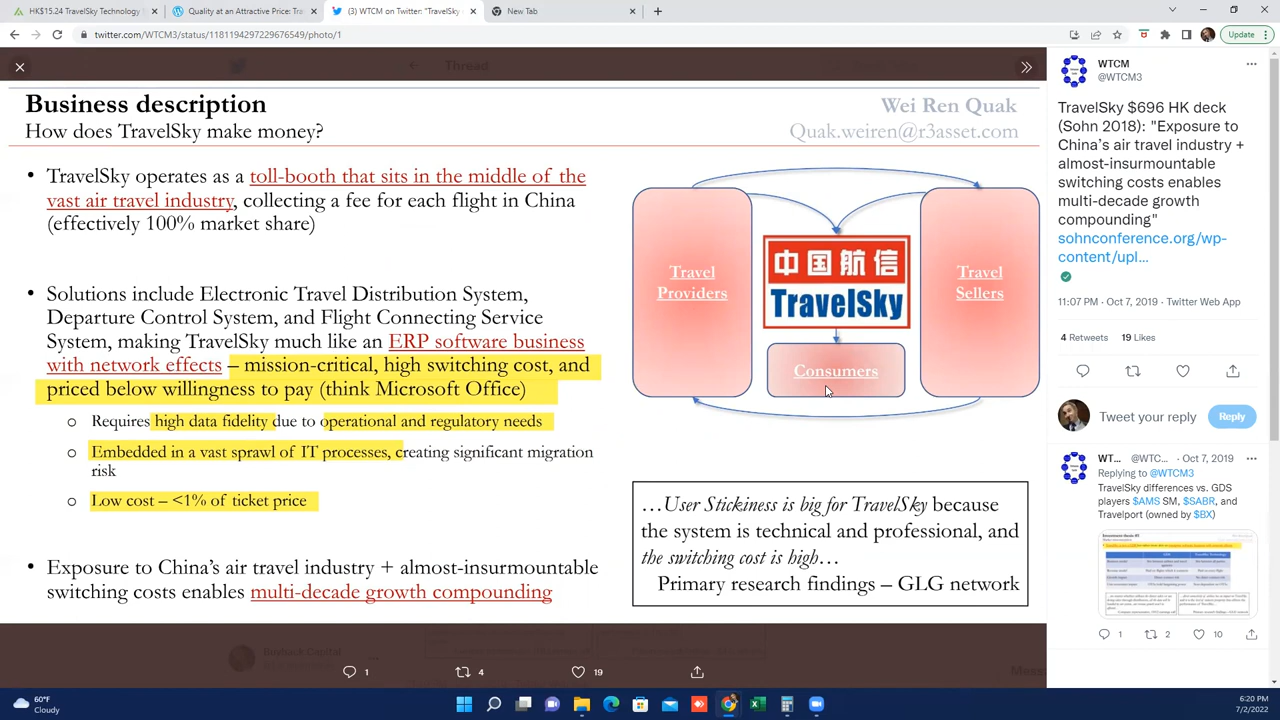 HK$15.24 TravelSky Technology
Quality at an Attractive Price: Tra
(3) WTCM on Twitter: "TravelSky
New Tab
twitter.com/WTCM3/status/1181194297229676549/photo/1
Update
Thread
Business description
Wei Ren Quak
How does TravelSky make money?
Quak.weiren@r3asset.com
• TravelSky operates as a toll-booth that sits in the middle of the
vast air travel industry, collecting a fee for each flight in China
(effectively 100% market share)
• Solutions include Electronic Travel Distribution System,
Departure Control System, and Flight Connecting Service
System, making TravelSky much like an ERP software business
with network effects – mission-critical, high switching cost, and
priced below willingness to pay (think Microsoft Office)
o Requires high data fidelity due to operational and regulatory needs
o Embedded in a vast sprawl of IT processes, creating significant migration
risk
o Low cost – <1% of ticket price
• Exposure to China's air travel industry + almost-insurmountable
switching costs enables multi-decade growth compounding
Travel
Providers
中国航信
TravelSky
Travel
Sellers
Consumers
…User Stickiness is big for TravelSky because
the system is technical and professional, and
the switching cost is high…
Primary research findings – GLG network
1
4
19
WTCM
@WTCM3
TravelSky $696 HK deck
(Sohn 2018): "Exposure to
China's air travel industry +
almost-insurmountable
switching costs enables
multi-decade growth
compounding"
sohnconference.org/wp-
content/upl…
11:07 PM · Oct 7, 2019 · Twitter Web App
4 Retweets 19 Likes
Tweet your reply
Reply
WT... @WTC... · Oct 7, 2019
Replying to @WTCM3
TravelSky differences vs. GDS
players $AMS SM, $SABR, and
Travelport (owned by $BX)
1 2 10
60°F
Cloudy
6:20 PM
7/2/2022